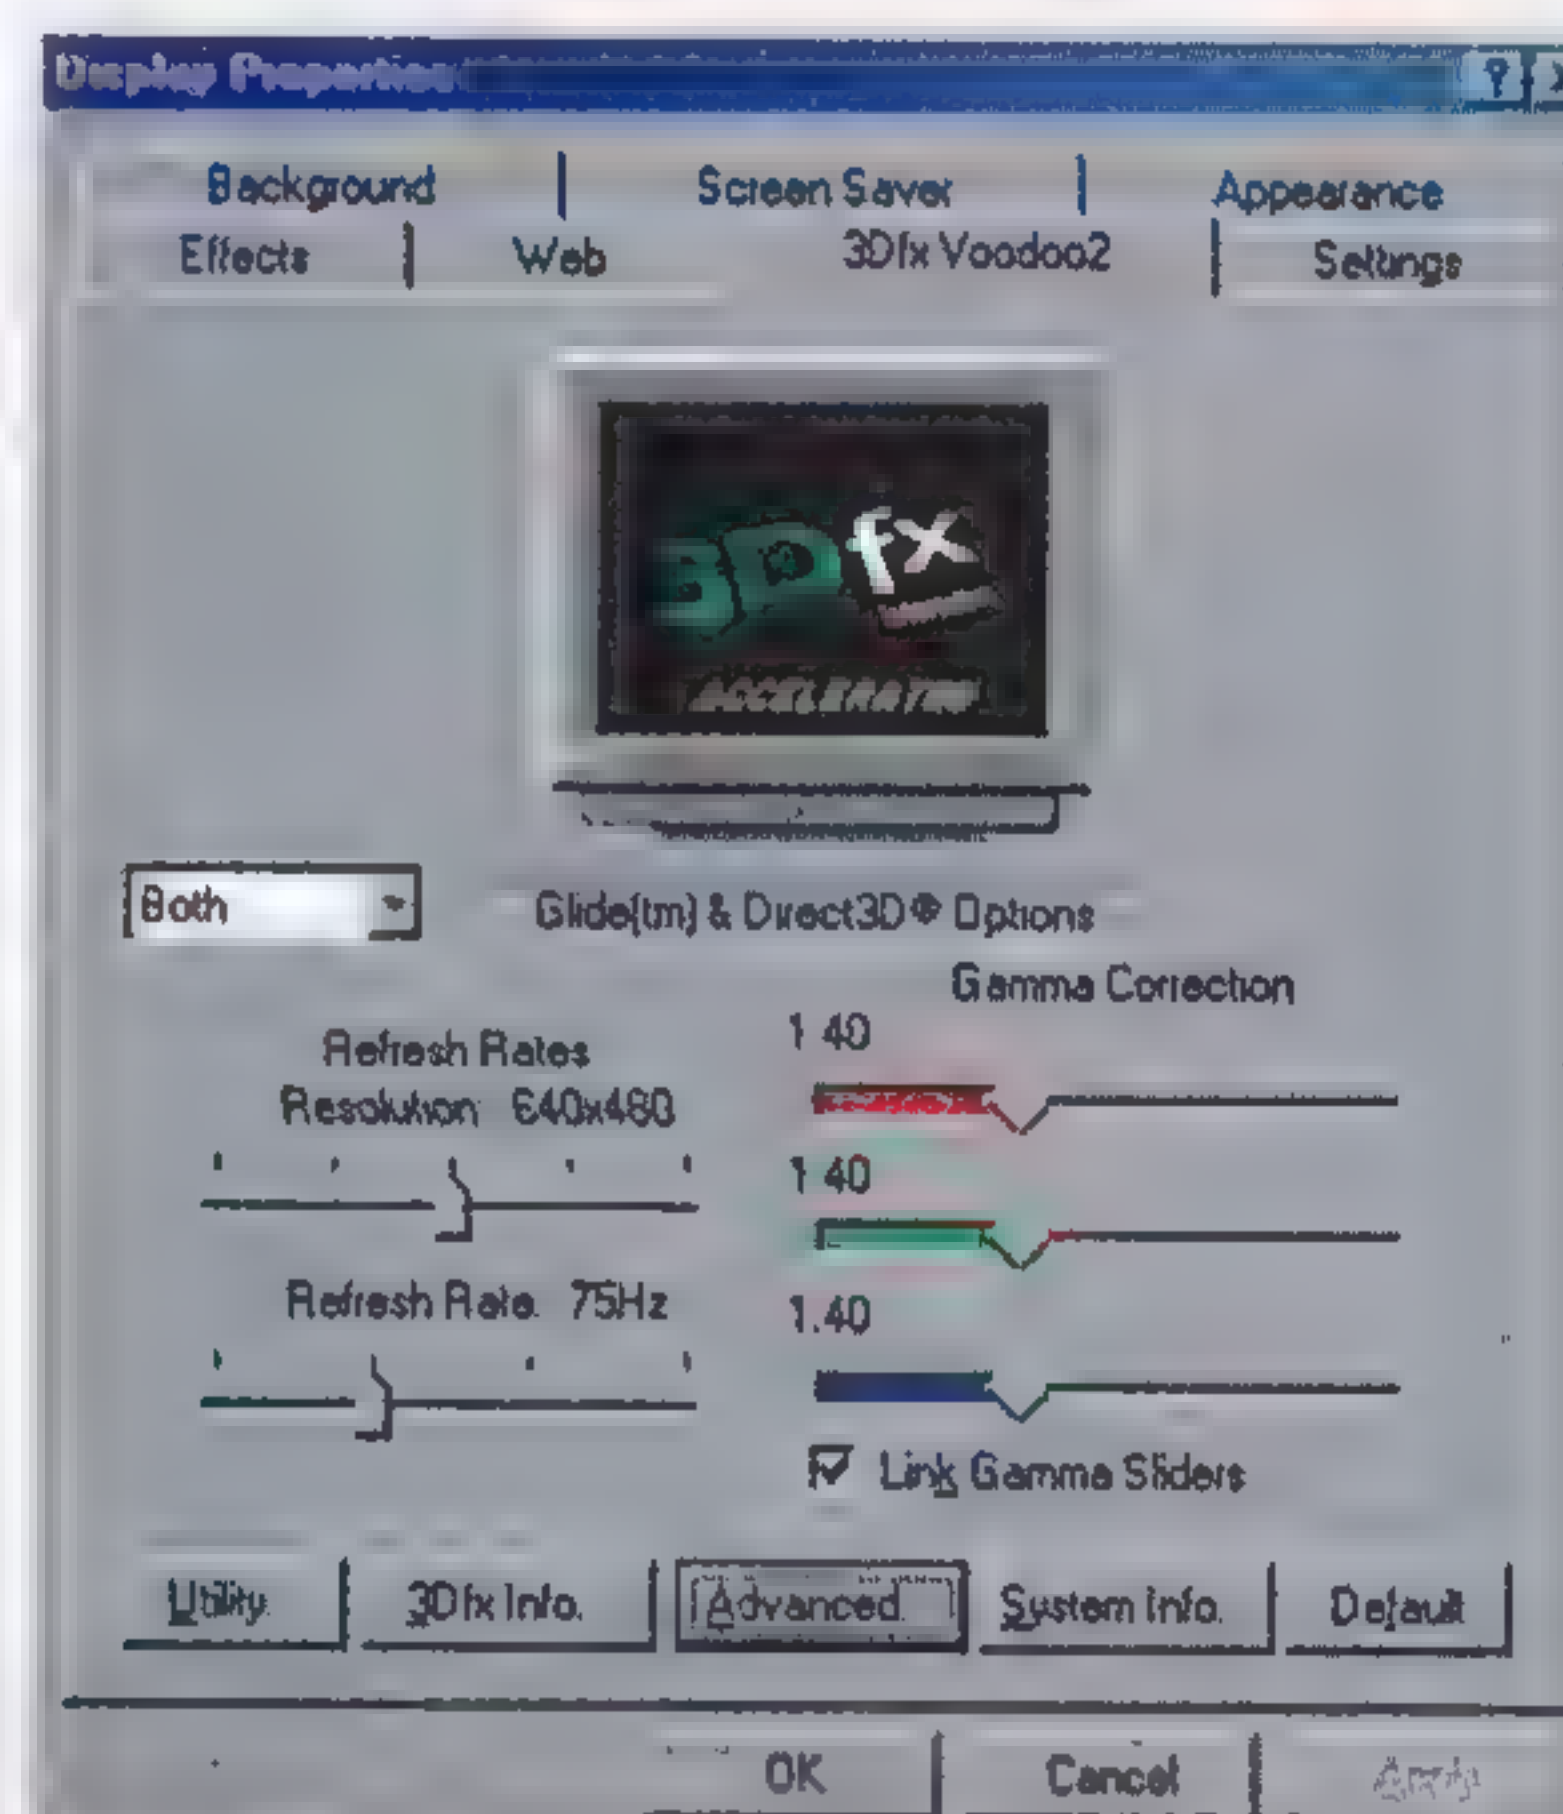 Display Properties
? 
Background Screen Saver Appearance
Effects Web 3Dfx Voodoo2 Settings
3Dfx
Both Glide(tm) & Direct3D® Options
Gamma Correction
1.40
Refresh Rates
Resolution: 640x480
1.40
Refresh Rate: 75Hz
1.40
Link Gamma Sliders
Utility. 3Dfx Info. Advanced. System Info. Default
OK Cancel Apply